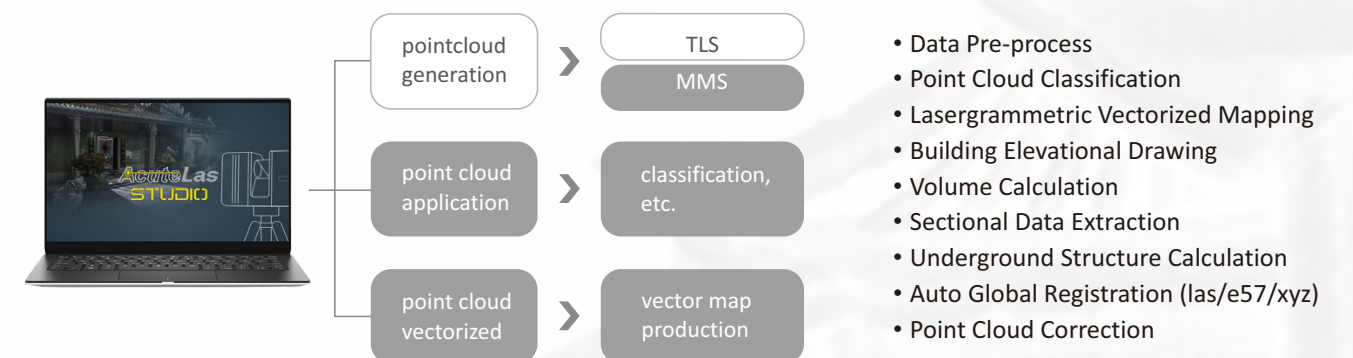 AcuteLas
STUDIO
pointcloud
generation
TLS
MMS
point cloud
application
classification,
etc.
point cloud
vectorized
vector map
production
• Data Pre-process
• Point Cloud Classification
• Lasergrammetric Vectorized Mapping
• Building Elevational Drawing
• Volume Calculation
• Sectional Data Extraction
• Underground Structure Calculation
• Auto Global Registration (las/e57/xyz)
• Point Cloud Correction